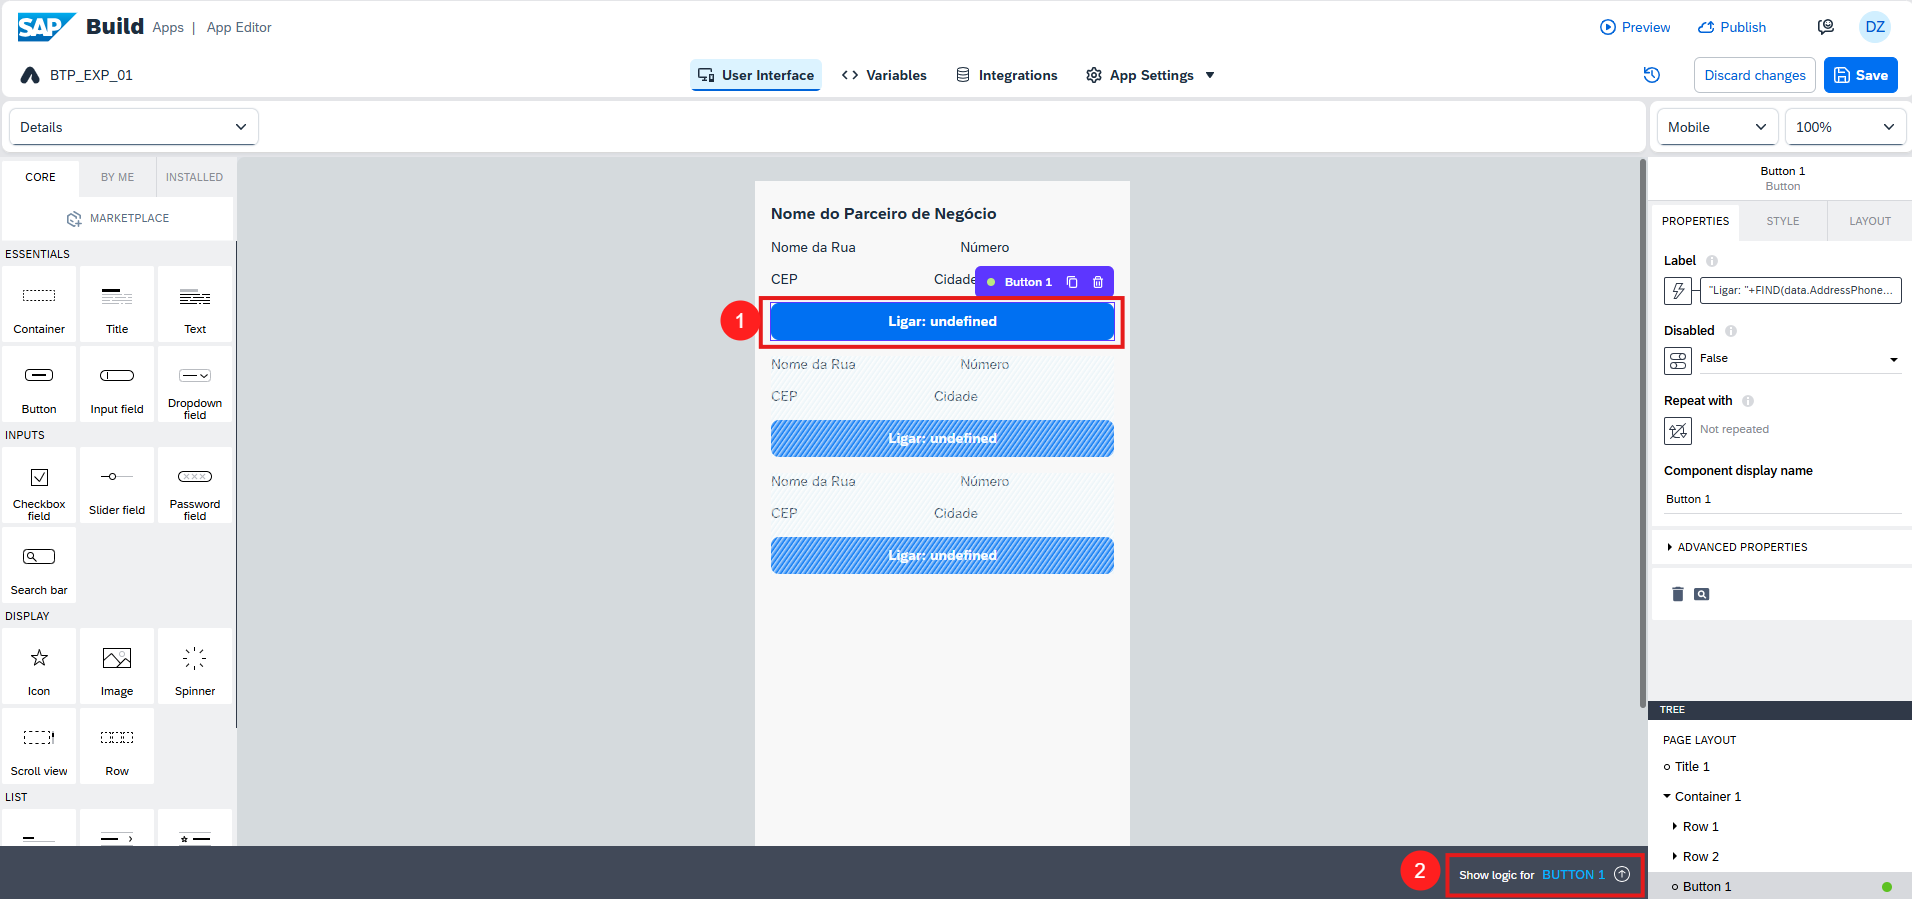 SAP Build Apps | App Editor
Preview
Publish
DZ
BTP_EXP_01
User Interface
Variables
Integrations
App Settings
Discard changes
Save
Details
Mobile
100%
CORE
BY ME
INSTALLED
MARKETPLACE
ESSENTIALS
Container
Title
Text
Button
Input field
Dropdown
field
INPUTS
Checkbox
field
Slider field
Password
field
Search bar
DISPLAY
Icon
Image
Spinner
Scroll view
Row
LIST
Nome do Parceiro de Negócio
Nome da Rua
Número
CEP
Cidade
Button 1
1
Ligar: undefined
Nome da Rua
Número
CEP
Cidade
Ligar: undefined
Nome da Rua
Número
CEP
Cidade
Ligar: undefined
2
Show logic for BUTTON 1
Button 1
Button
PROPERTIES
STYLE
LAYOUT
Label
"Ligar: "+FIND(data.AddressPhone...
Disabled
False
Repeat with
Not repeated
Component display name
Button 1
ADVANCED PROPERTIES
TREE
PAGE LAYOUT
Title 1
Container 1
Row 1
Row 2
Button 1